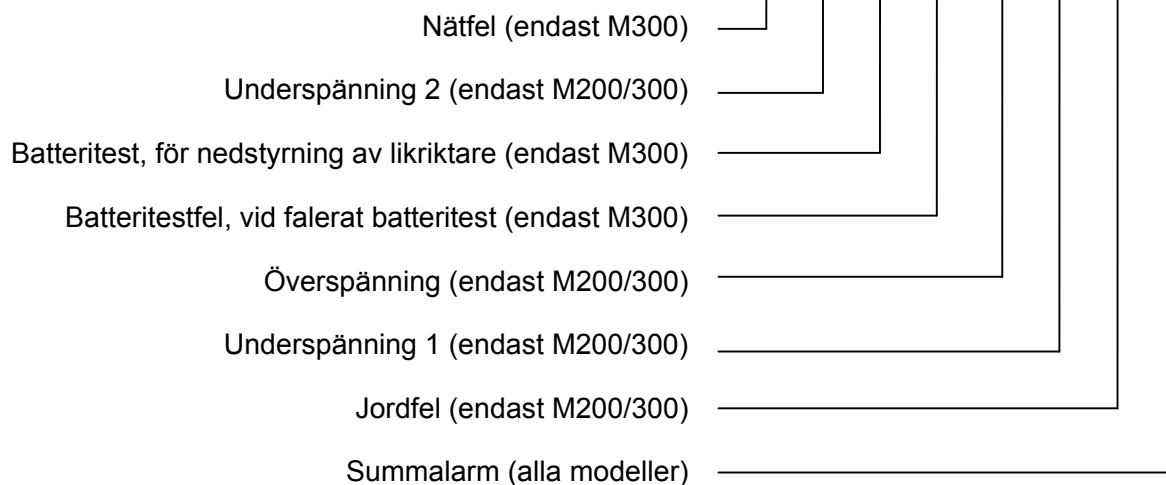 Nätfel (endast M300)
Underspänning 2 (endast M200/300)
Batteritest, för nedstyrning av likriktare (endast M300)
Batteritestfel, vid falerat batteritest (endast M300)
Överspänning (endast M200/300)
Underspänning 1 (endast M200/300)
Jordfel (endast M200/300)
Summalarm (alla modeller)